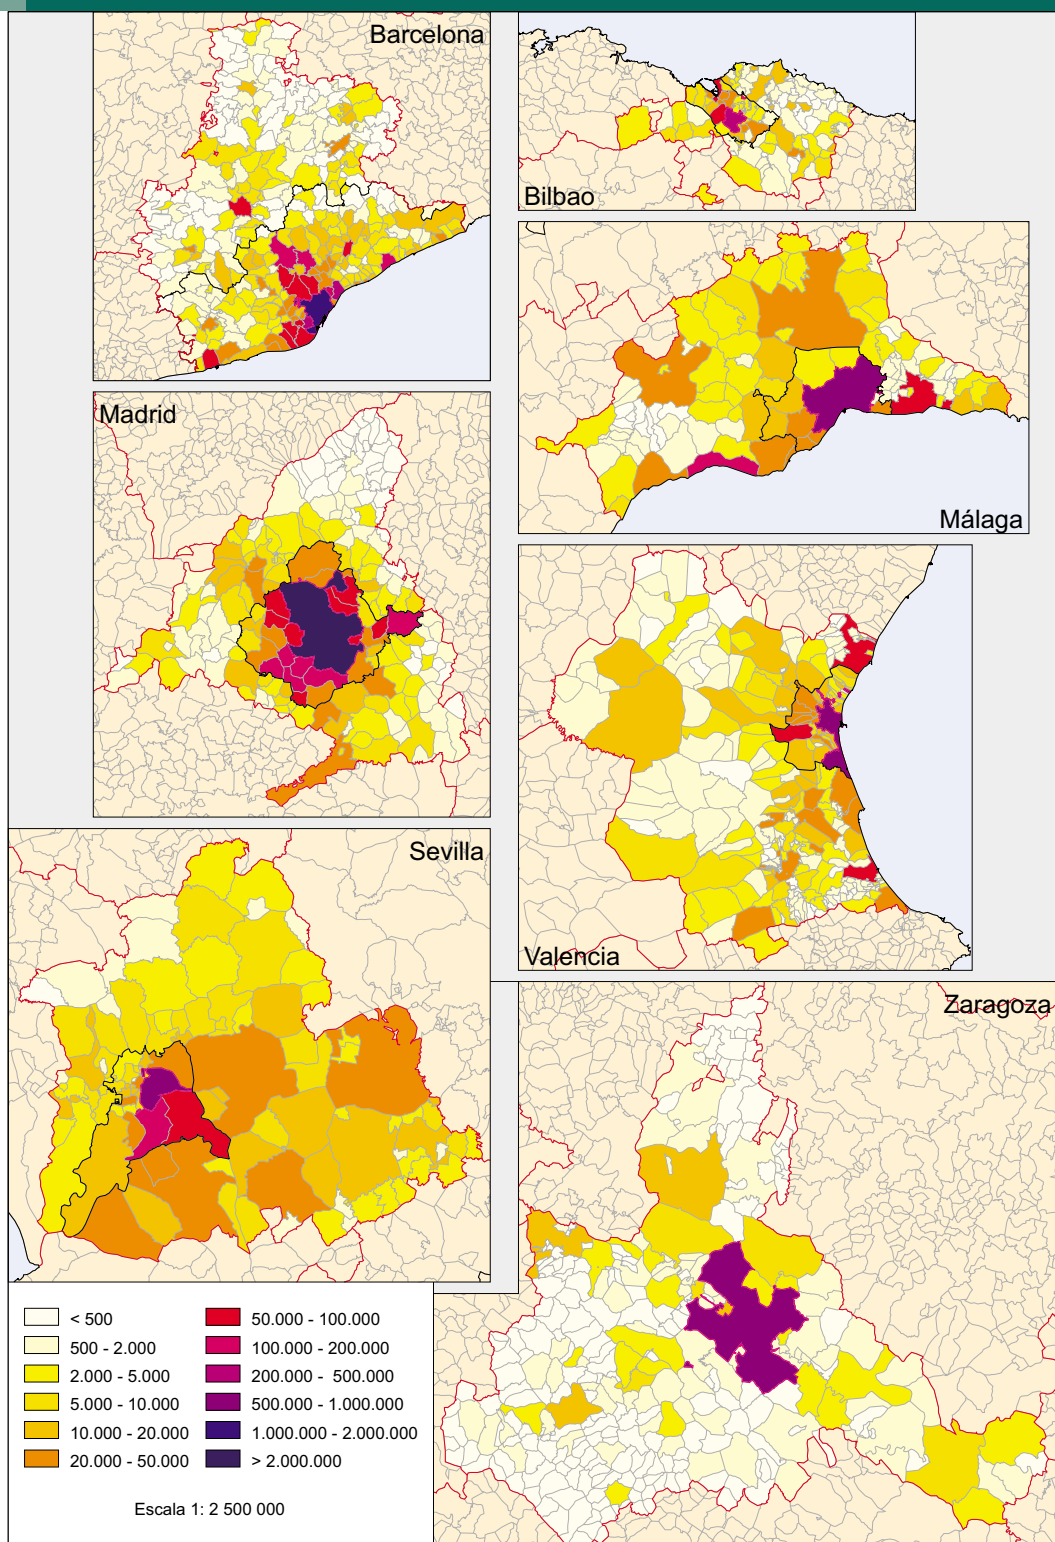 Barcelona
Bilbao
Madrid
Málaga
Sevilla
Valencia
Zaragoza
< 500
500 - 2.000
2.000 - 5.000
5.000 - 10.000
10.000 - 20.000
20.000 - 50.000
50.000 - 100.000
100.000 - 200.000
200.000 - 500.000
500.000 - 1.000.000
1.000.000 - 2.000.000
> 2.000.000
Escala 1: 2 500 000